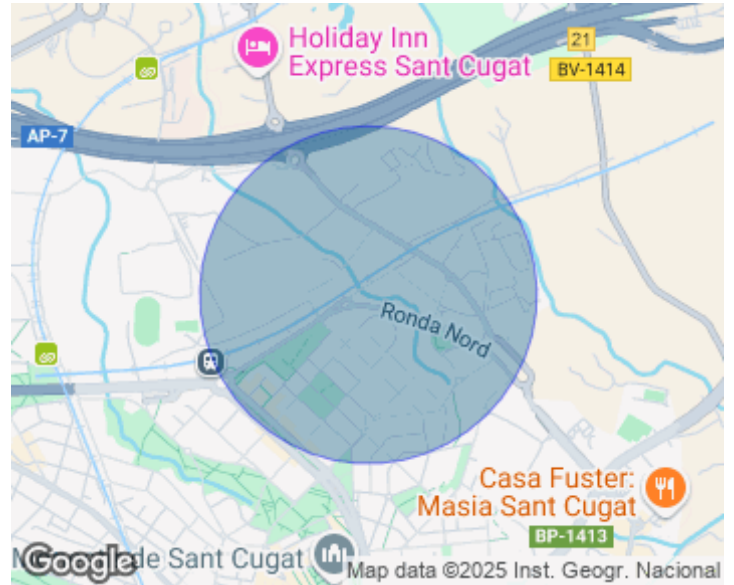 Holiday Inn
Express Sant Cugat
21
BV-1414
AP-7
Ronda Nord
Casa Fuster:
Masia Sant Cugat
BP-1413
de Sant Cugat
Google
Map data ©2025 Inst. Geogr. Nacional